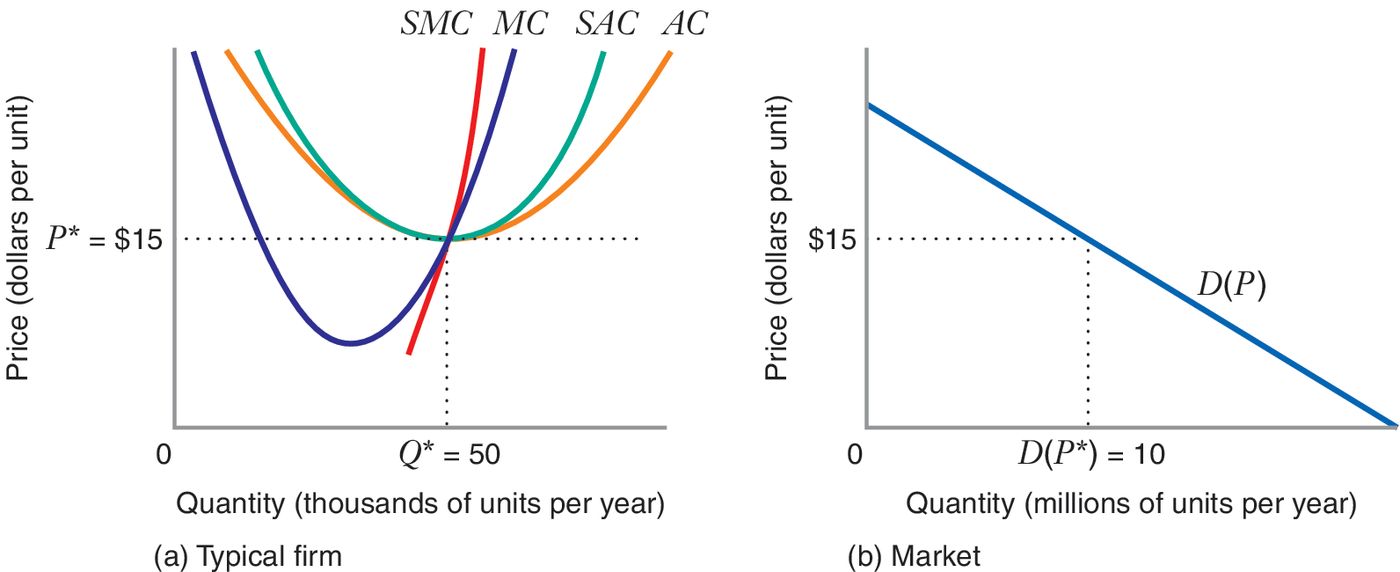 SMC MC SAC AC
Price (dollars per unit)
P* = $15
0
Q* = 50
Quantity (thousands of units per year)
(a) Typical firm
Price (dollars per unit)
$15
D(P)
0
D(P*) = 10
Quantity (millions of units per year)
(b) Market